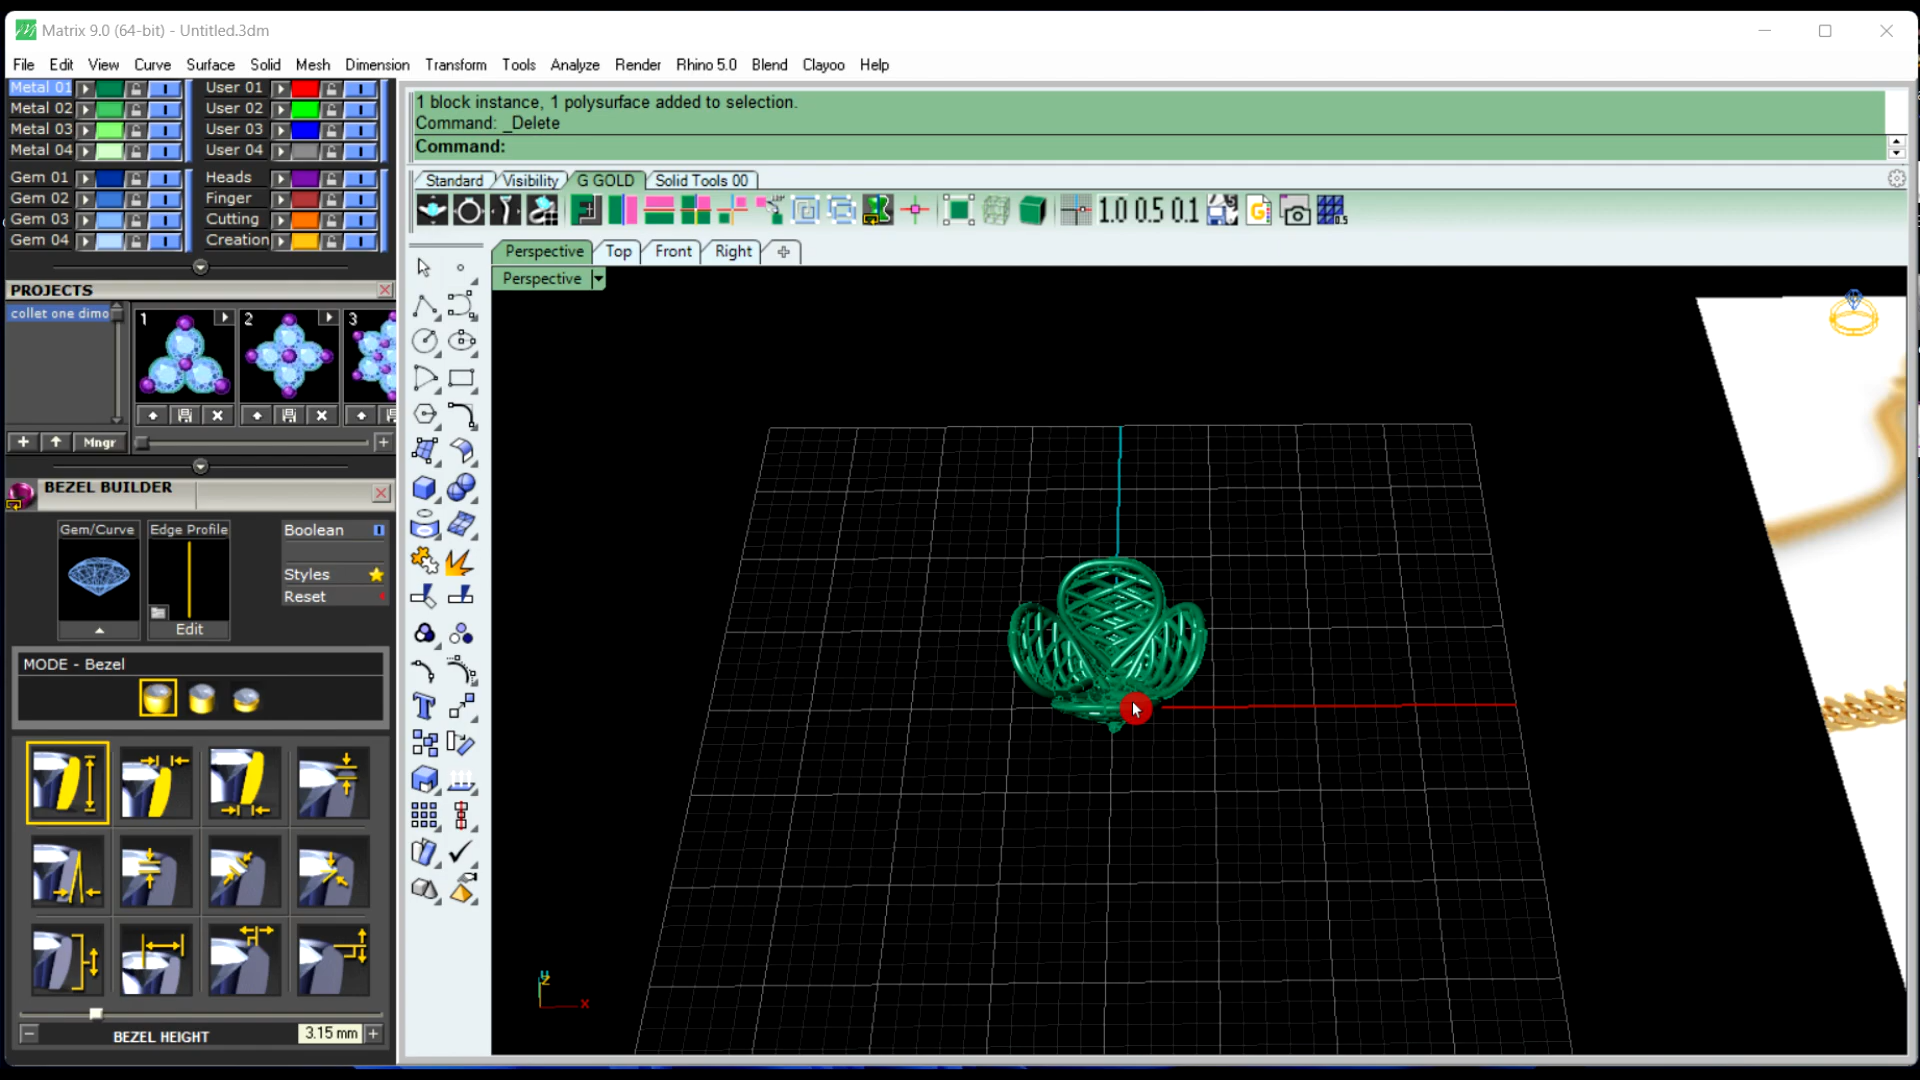 Matrix 9.0 (64-bit) - Untitled.3dm
File Edit View Curve Surface Solid Mesh Dimension Transform Tools Analyze Render Rhino 5.0 Blend Clayoo Help
Metal 01 User 01
Metal 02 User 02
Metal 03 User 03
Metal 04 User 04
Gem 01 Heads
Gem 02 Finger
Gem 03 Cutting
Gem 04 Creation
1 block instance, 1 polysurface added to selection.
Command: _Delete
Command:
Standard Visibility G GOLD Solid Tools 00
1.0 0.5 0.1 0.5
Perspective Top Front Right
Perspective
PROJECTS
collet one dimo
1 2 3
Mngr
BEZEL BUILDER
Gem/Curve Edge Profile Boolean
Styles
Reset
Edit
MODE - Bezel
BEZEL HEIGHT 3.15 mm
z
x